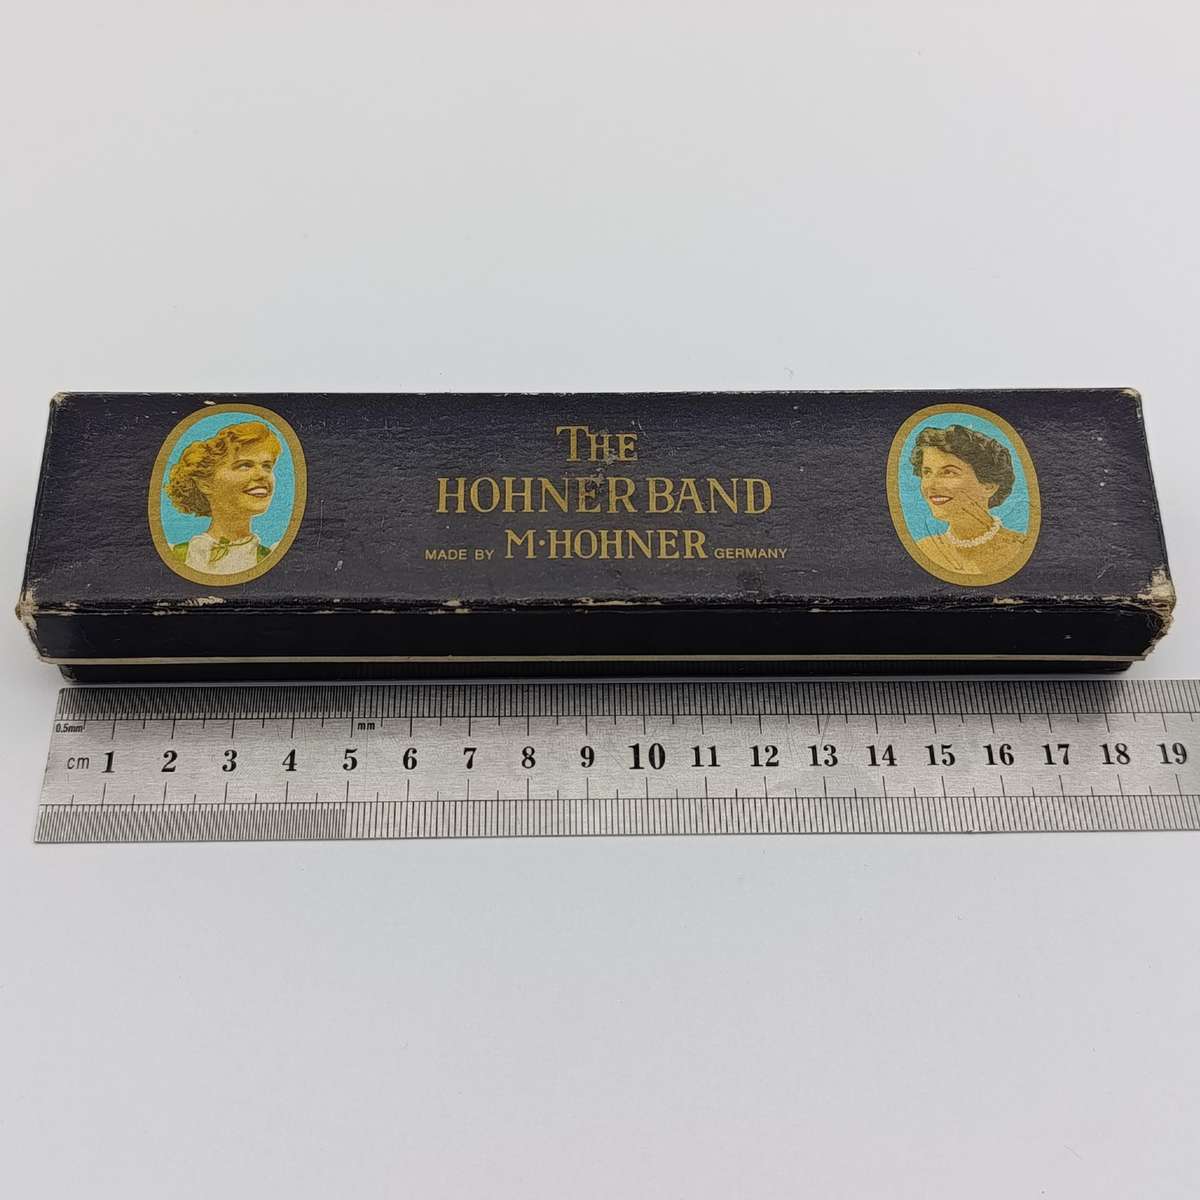 THE
HOHNER BAND
MADE BY M·HOHNER GERMANY
0.5mm mm
cm 1 2 3 4 5 6 7 8 9 10 11 12 13 14 15 16 17 18 19